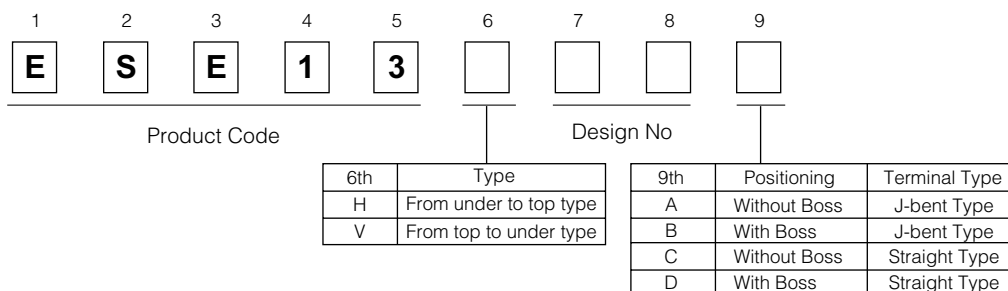 1 2 3 4 5 6 7 8 9
E S E 1 3
Product Code
Design No
6th Type
H From under to top type
V From top to under type
9th Positioning Terminal Type
A Without Boss J-bent Type
B With Boss J-bent Type
C Without Boss Straight Type
D With Boss Straight Type